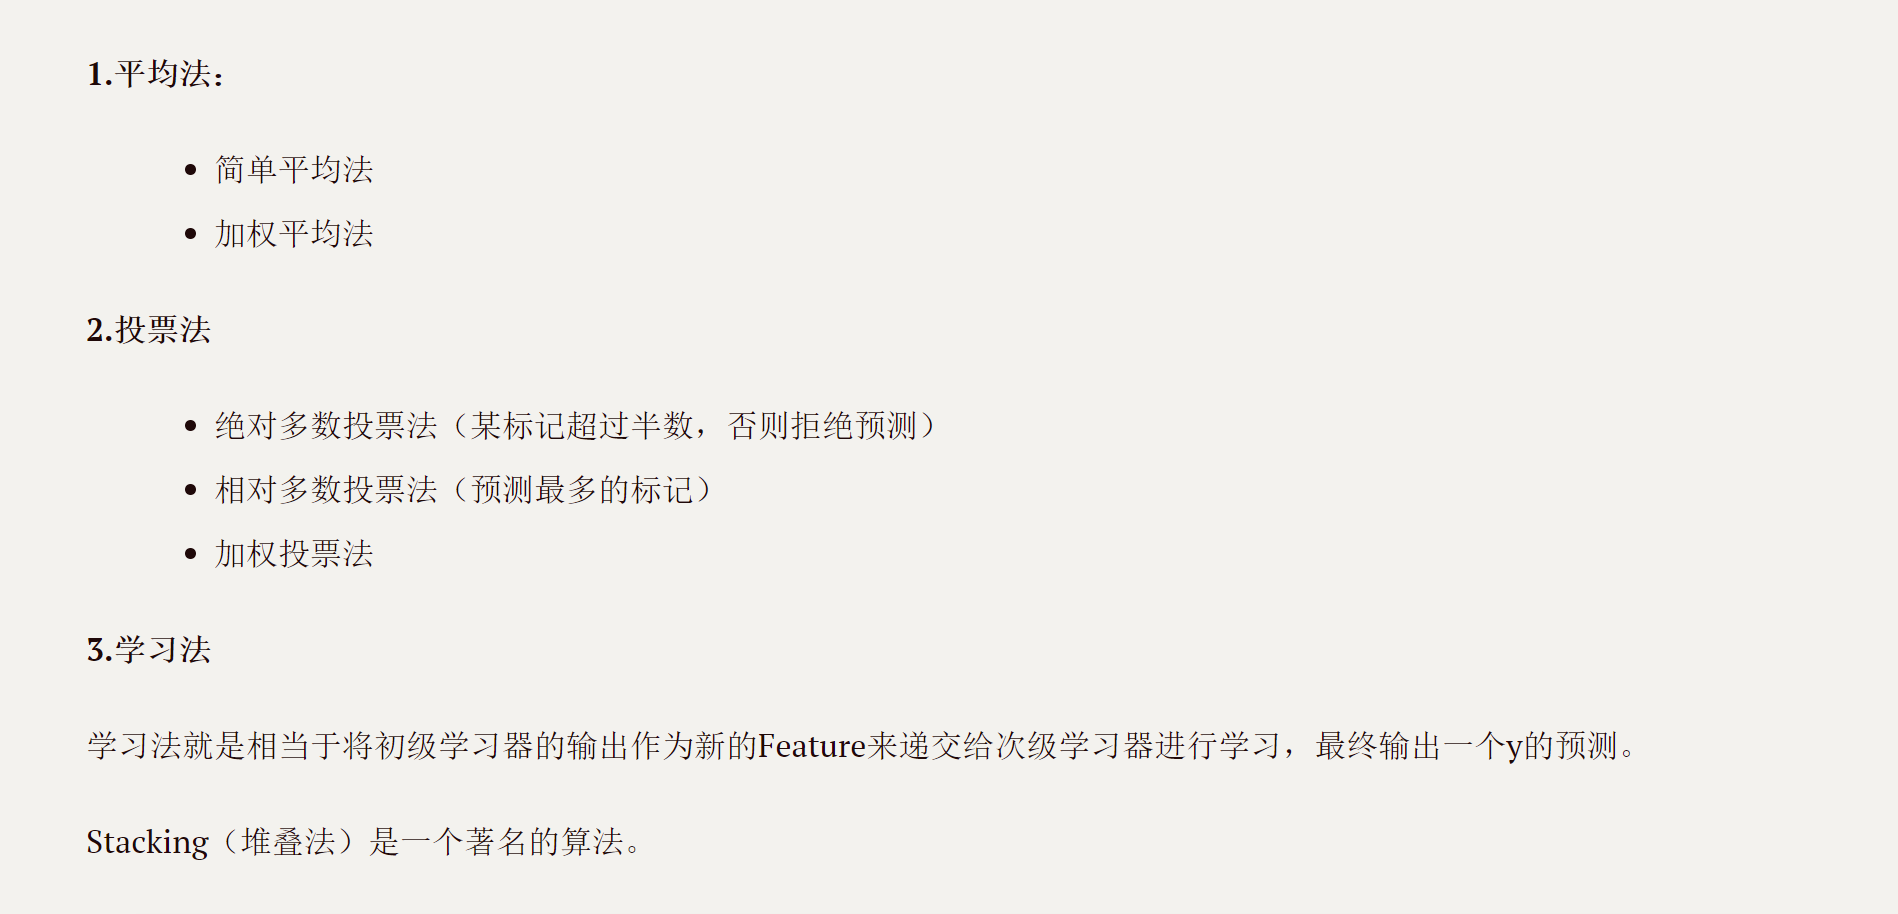 1.平均法：
• 简单平均法
• 加权平均法
2.投票法
• 绝对多数投票法（某标记超过半数，否则拒绝预测）
• 相对多数投票法（预测最多的标记）
• 加权投票法
3.学习法
学习法就是相当于将初级学习器的输出作为新的Feature来递交给次级学习器进行学习，最终输出一个y的预测。
Stacking（堆叠法）是一个著名的算法。